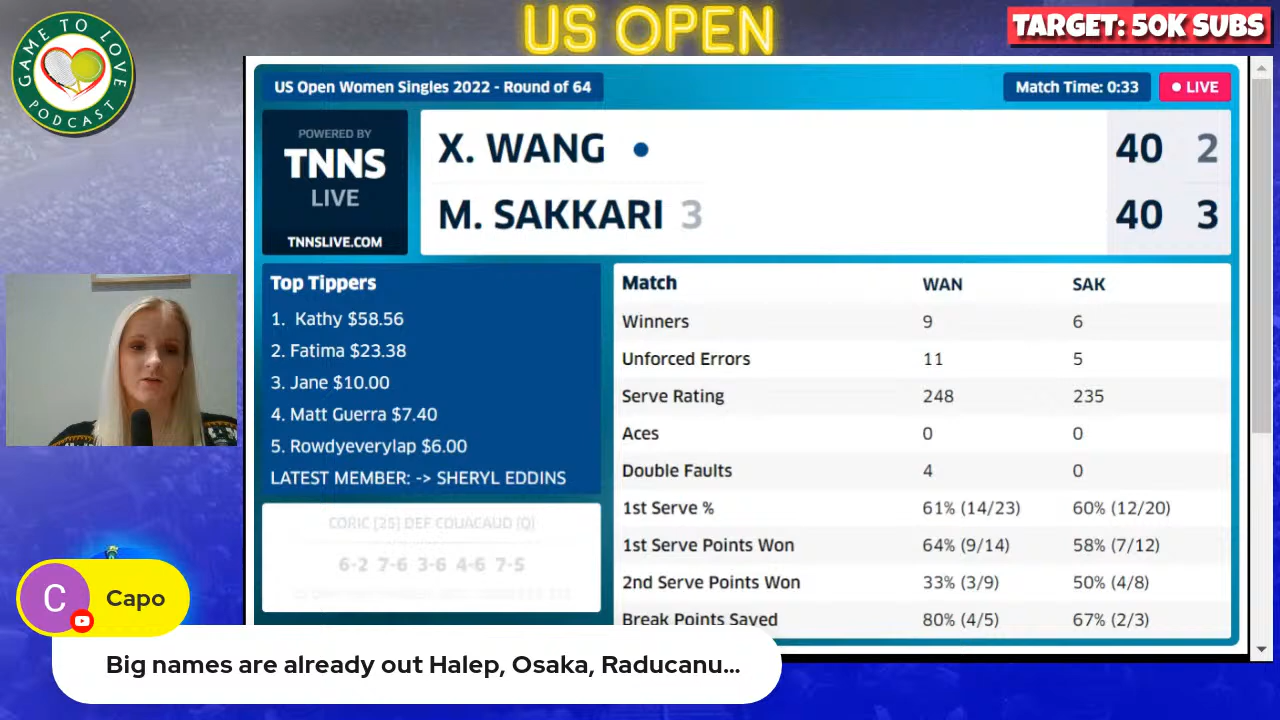 GAME TO LOVE
PODCAST
US OPEN
TARGET: 50K SUBS
US Open Women Singles 2022 - Round of 64
Match Time: 0:33
LIVE
POWERED BY
TNNS
LIVE
TNNSLIVE.COM
X. WANG 40 2
M. SAKKARI 3 40 3
Top Tippers
1. Kathy $58.56
2. Fatima $23.38
3. Jane $10.00
4. Matt Guerra $7.40
5. Rowdyeverylap $6.00
LATEST MEMBER: -> SHERYL EDDINS
CORIC [25] DEF COUACAUD (Q)
6-2 7-6 3-6 4-6 7-5
Match WAN SAK
Winners 9 6
Unforced Errors 11 5
Serve Rating 248 235
Aces 0 0
Double Faults 4 0
1st Serve % 61% (14/23) 60% (12/20)
1st Serve Points Won 64% (9/14) 58% (7/12)
2nd Serve Points Won 33% (3/9) 50% (4/8)
Break Points Saved 80% (4/5) 67% (2/3)
C
Capo
Big names are already out Halep, Osaka, Raducanu...